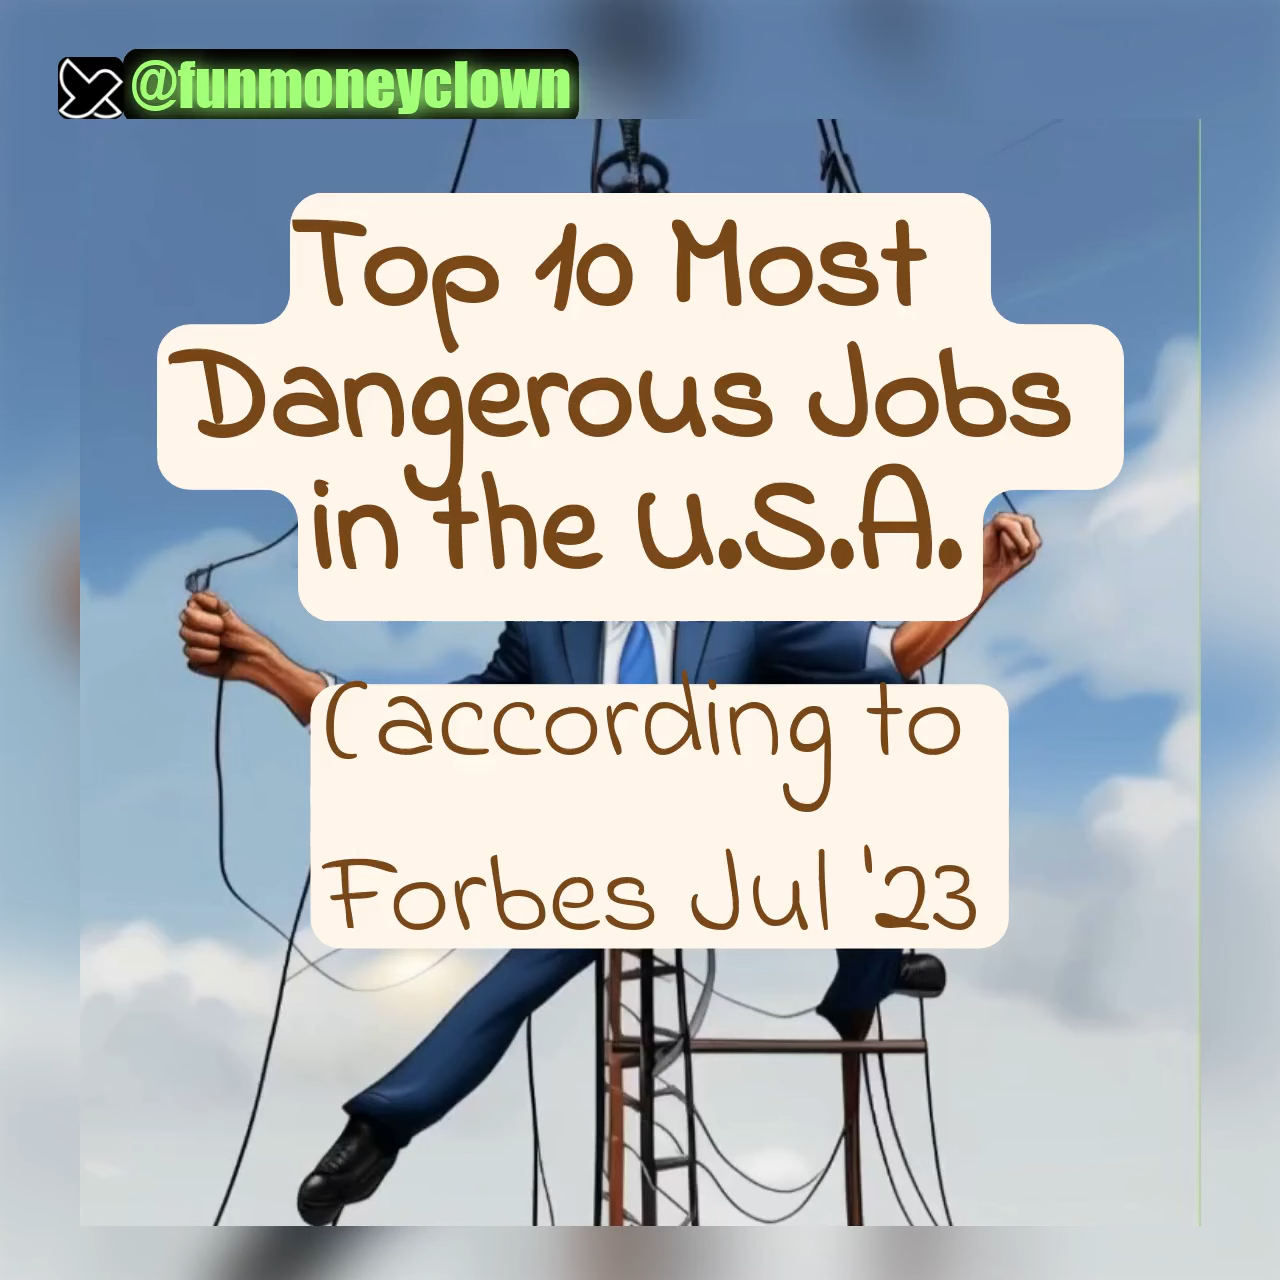 @funmoneyclown
Top 10 Most
Dangerous Jobs
in the U.S.A.
(according to
Forbes Jul '23